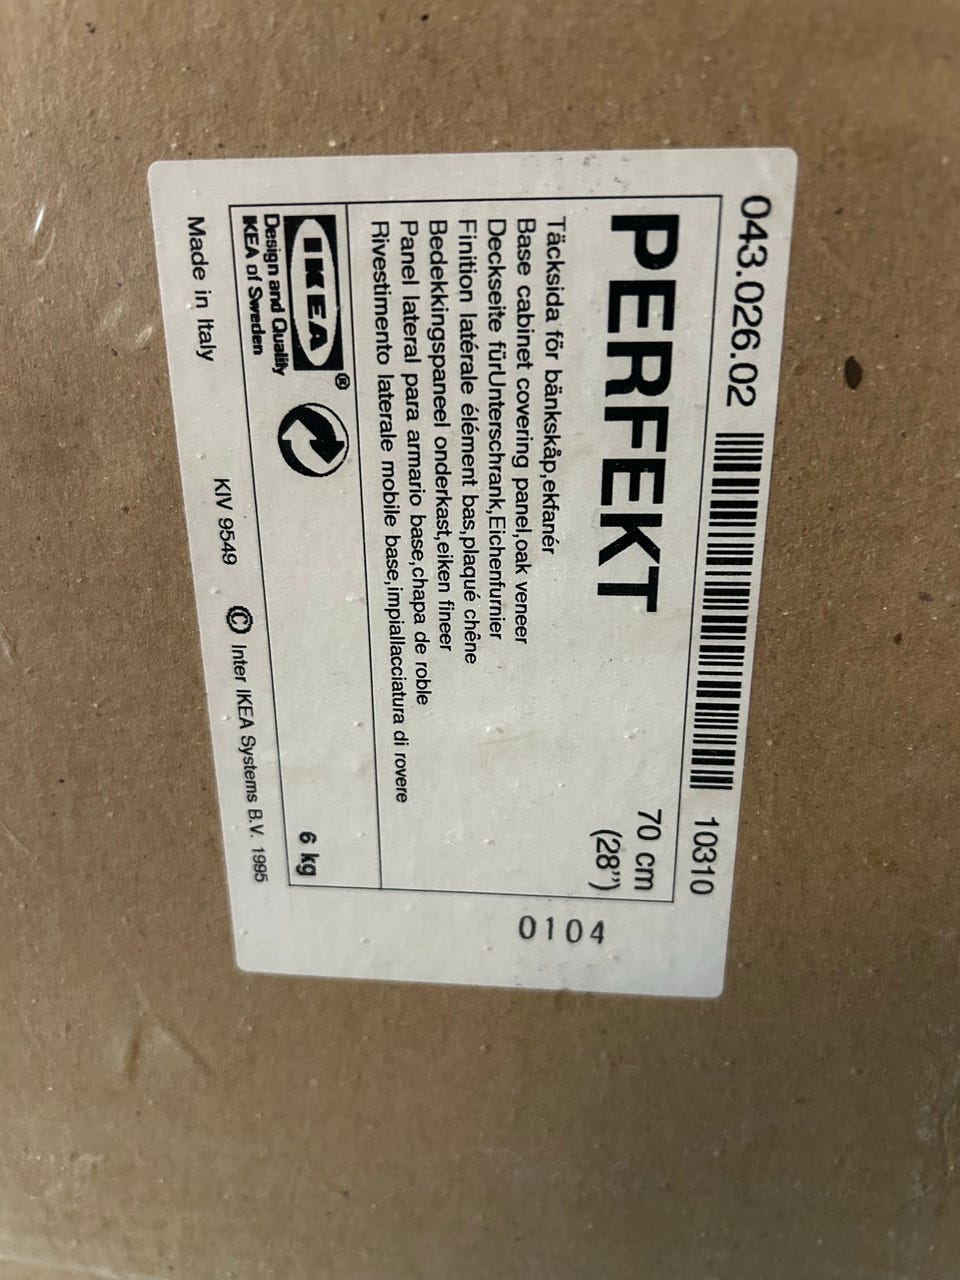 043.026.02 10310
PERFEKT 70 cm
(28”)
0104
Täcksida för bänkskåp,ekfanér
Base cabinet covering panel,oak veneer
Deckseite fürUnterschrank,Eichenfurnier
Finition latérale élément bas,plaqué chêne
Bedekkingspaneel onderkast,eiken fineer
Panel lateral para armario base,chapa de roble
Rivestimento laterale mobile base,impiallacciatura di rovere
IKEA®
Design and Quality
IKEA of Sweden
6 kg
Made in Italy KIV 9549 © Inter IKEA Systems B.V. 1995